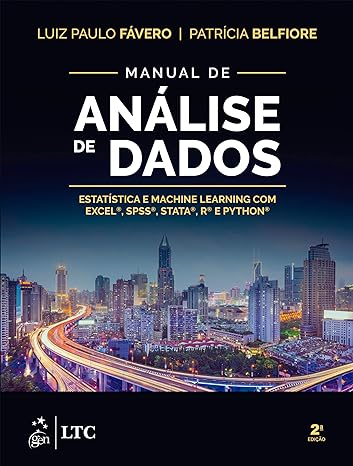 LUIZ PAULO FÁVERO | PATRÍCIA BELFIORE
MANUAL DE
ANÁLISE
DE DADOS
ESTATÍSTICA E MACHINE LEARNING COM
EXCEL®, SPSS®, STATA®, R® E PYTHON®
2ª
EDIÇÃO
gen LTC